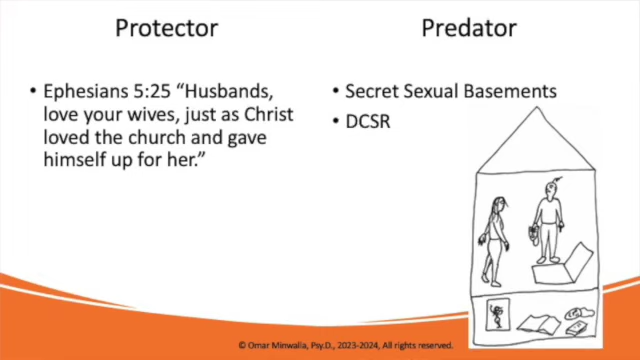 Protector
• Ephesians 5:25 “Husbands,
love your wives, just as Christ
loved the church and gave
himself up for her.”
Predator
• Secret Sexual Basements
• DCSR
© Omar Minwalla, Psy.D., 2023-2024, All rights reserved.